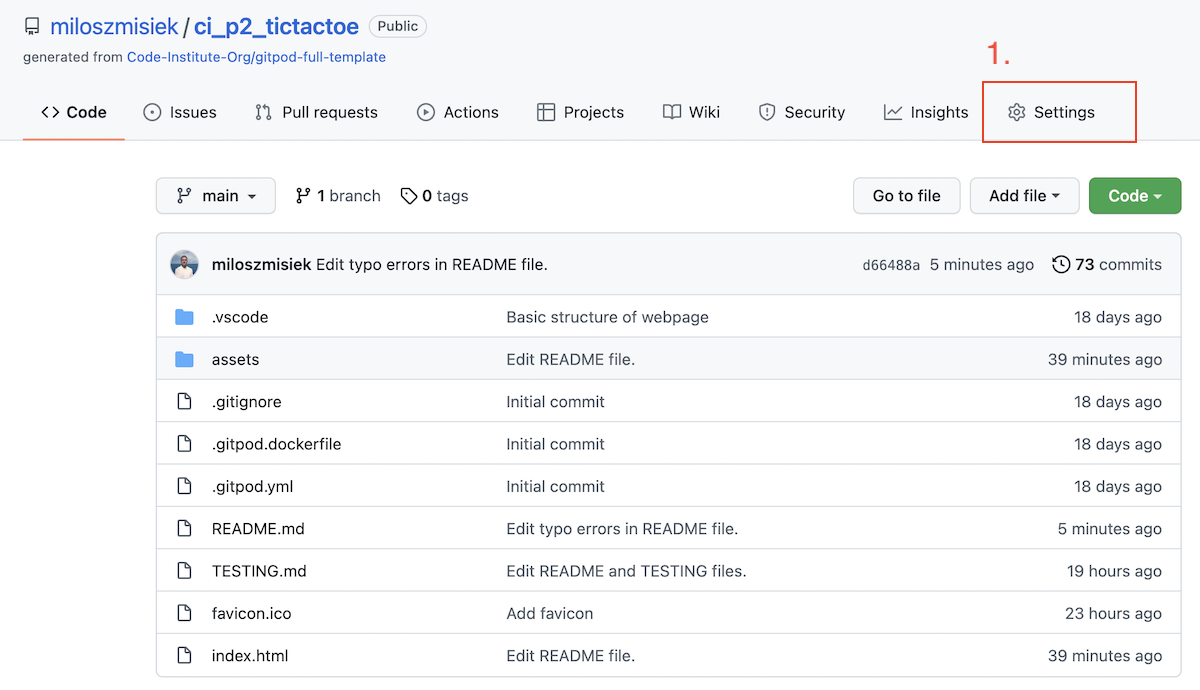 miloszmisiek / ci_p2_tictactoe Public
generated from Code-Institute-Org/gitpod-full-template
1.
Code Issues Pull requests Actions Projects Wiki Security Insights Settings
main 1 branch 0 tags Go to file Add file Code
miloszmisiek Edit typo errors in README file. d66488a 5 minutes ago 73 commits
.vscode Basic structure of webpage 18 days ago
assets Edit README file. 39 minutes ago
.gitignore Initial commit 18 days ago
.gitpod.dockerfile Initial commit 18 days ago
.gitpod.yml Initial commit 18 days ago
README.md Edit typo errors in README file. 5 minutes ago
TESTING.md Edit README and TESTING files. 19 hours ago
favicon.ico Add favicon 23 hours ago
index.html Edit README file. 39 minutes ago